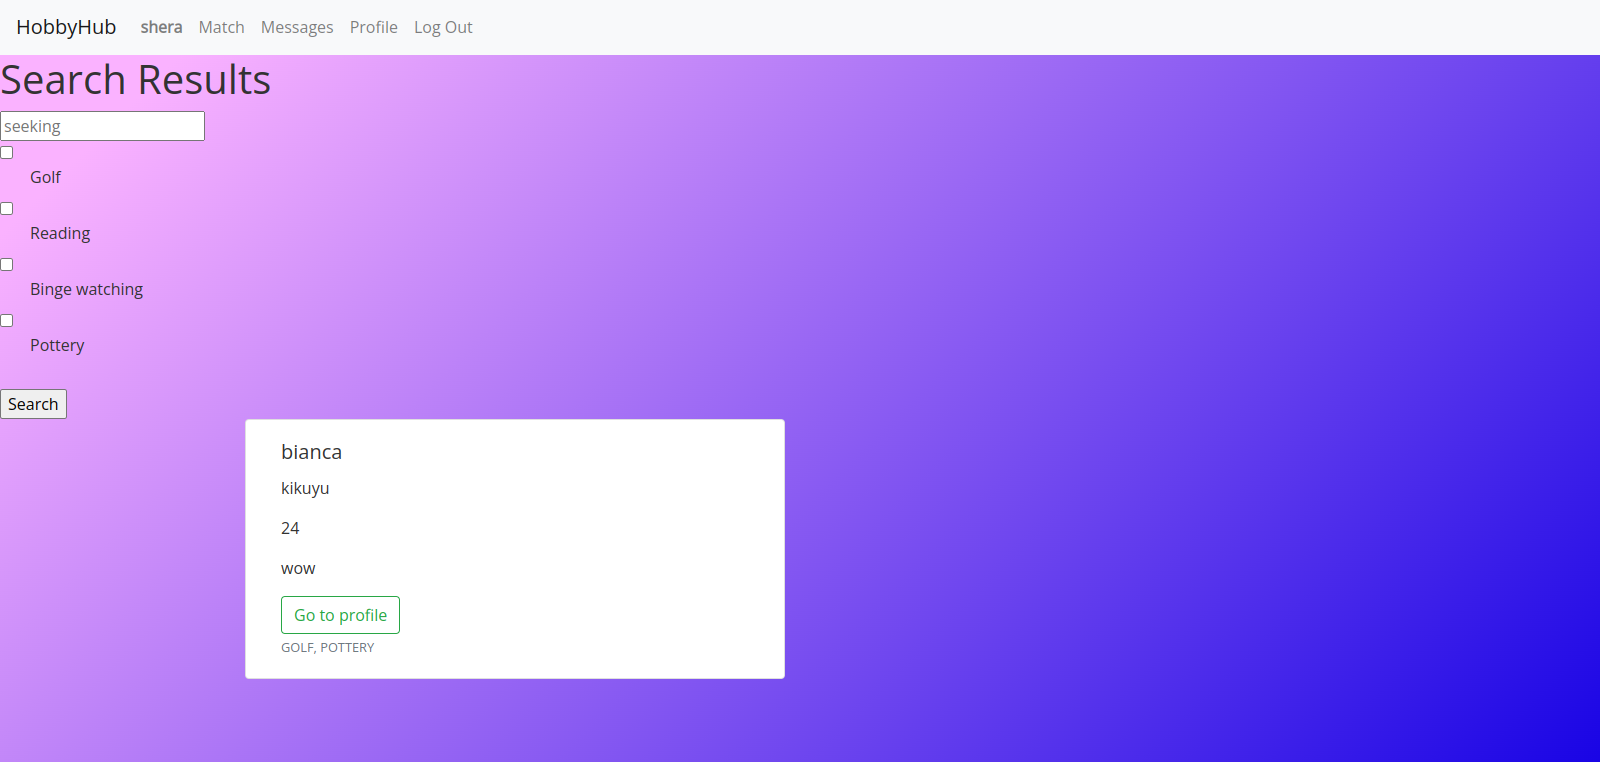 HobbyHub shera Match Messages Profile Log Out
Search Results
seeking
Golf
Reading
Binge watching
Pottery
Search
bianca
kikuyu
24
wow
Go to profile
GOLF, POTTERY